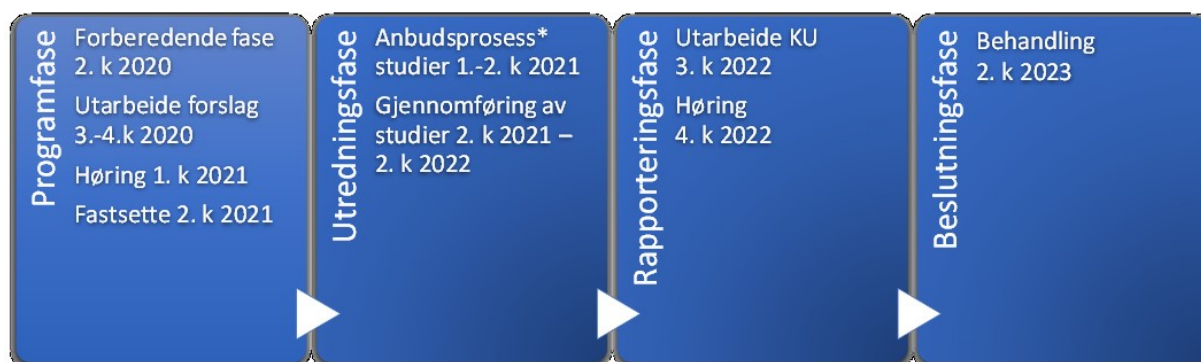 Programfase
Forberedende fase
2. k 2020
Utarbeide forslag
3.-4.k 2020
Høring 1. k 2021
Fastsette 2. k 2021
Utredningsfase
Anbudsprosess*
studier 1.-2. k 2021
Gjennomføring av
studier 2. k 2021 –
2. k 2022
Rapporteringsfase
Utarbeide KU
3. k 2022
Høring
4. k 2022
Beslutningsfase
Behandling
2. k 2023